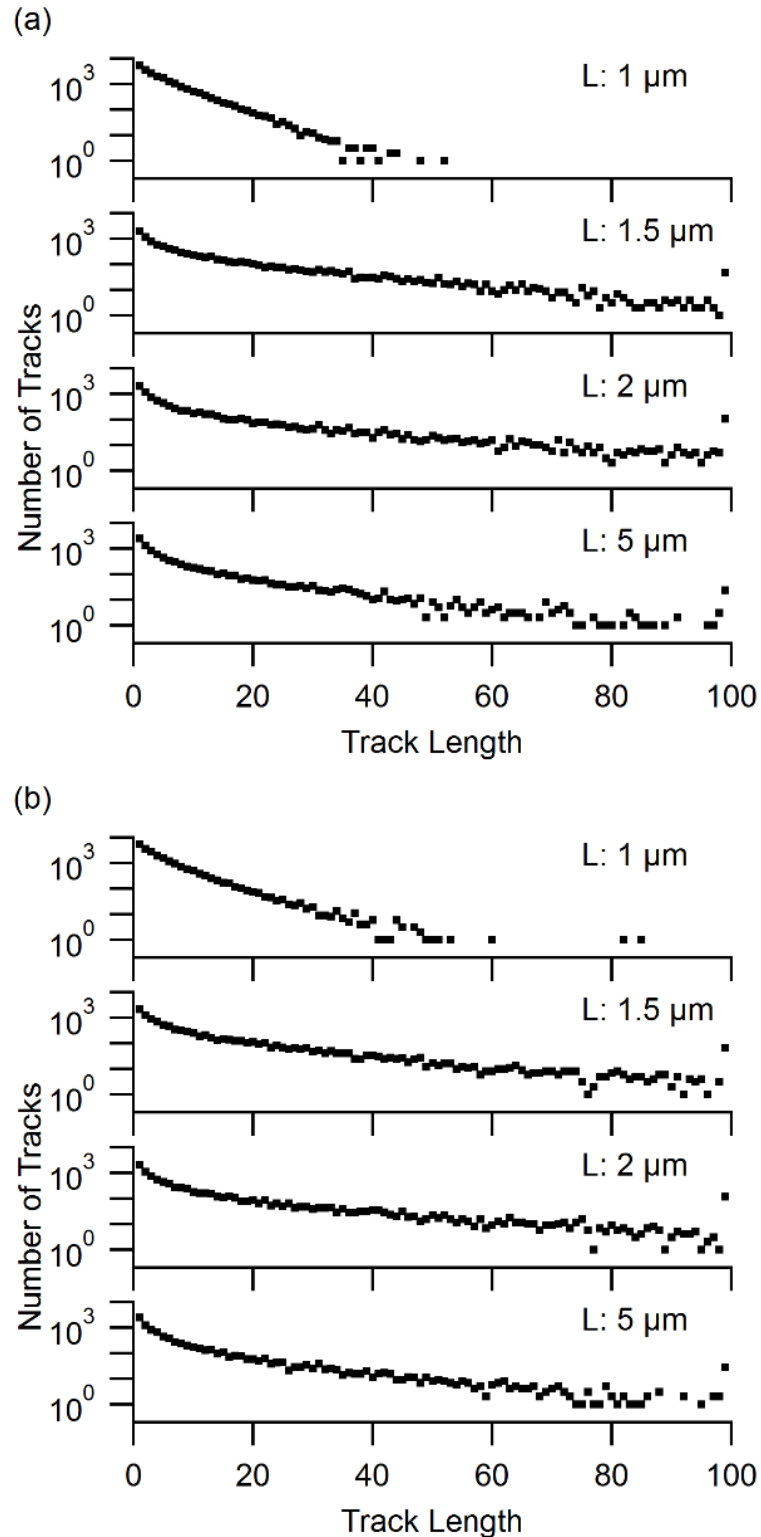 (a)
L: 1 µm
10³
10⁰
L: 1.5 µm
10³
10⁰
L: 2 µm
10³
10⁰
L: 5 µm
10³
10⁰
Number of Tracks
0 20 40 60 80 100
Track Length
(b)
L: 1 µm
10³
10⁰
L: 1.5 µm
10³
10⁰
L: 2 µm
10³
10⁰
L: 5 µm
10³
10⁰
Number of Tracks
0 20 40 60 80 100
Track Length